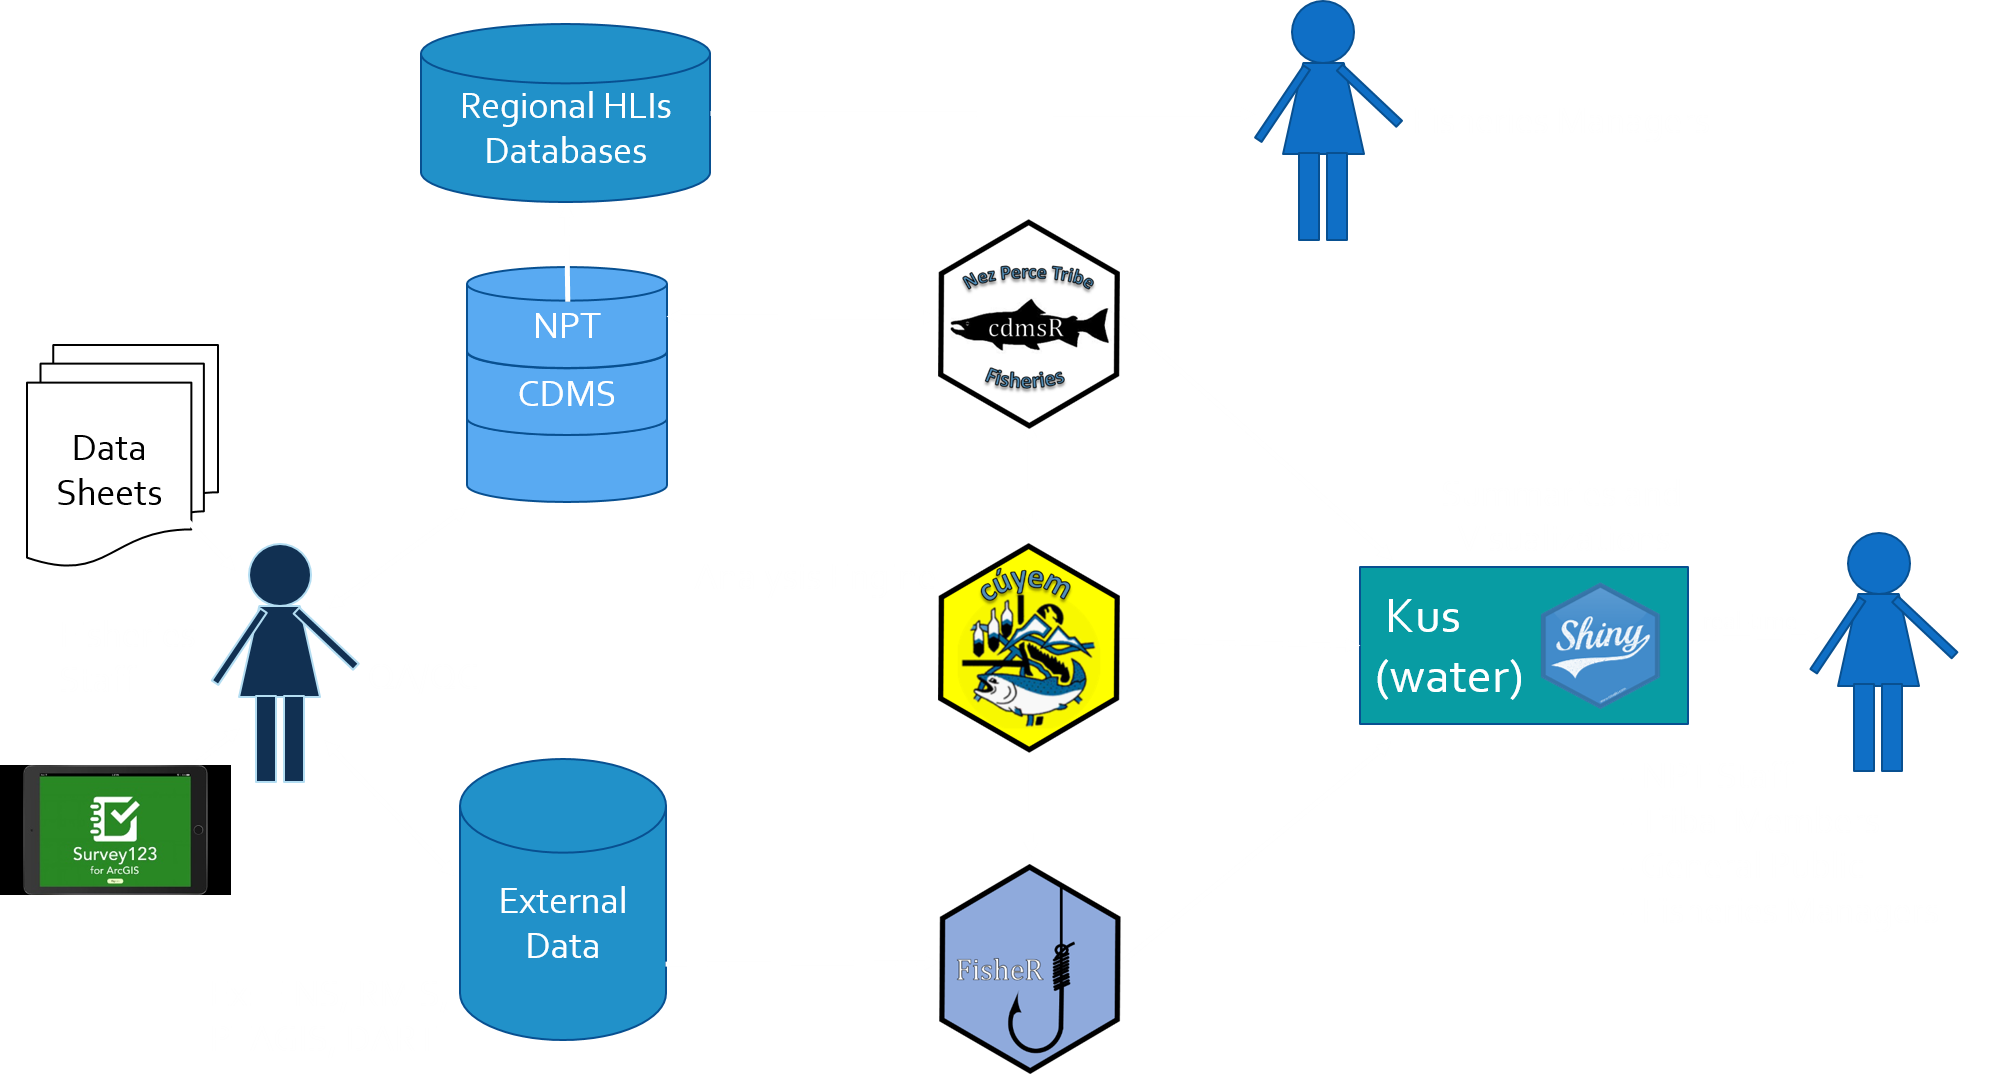 Regional HLIs
Databases
NPT
CDMS
Data
Sheets
Survey123
for ArcGIS
External
Data
Nez Perce Tribe
cdmsR
Fisheries
cúyem
FisheR
Kus
(water)
Shiny